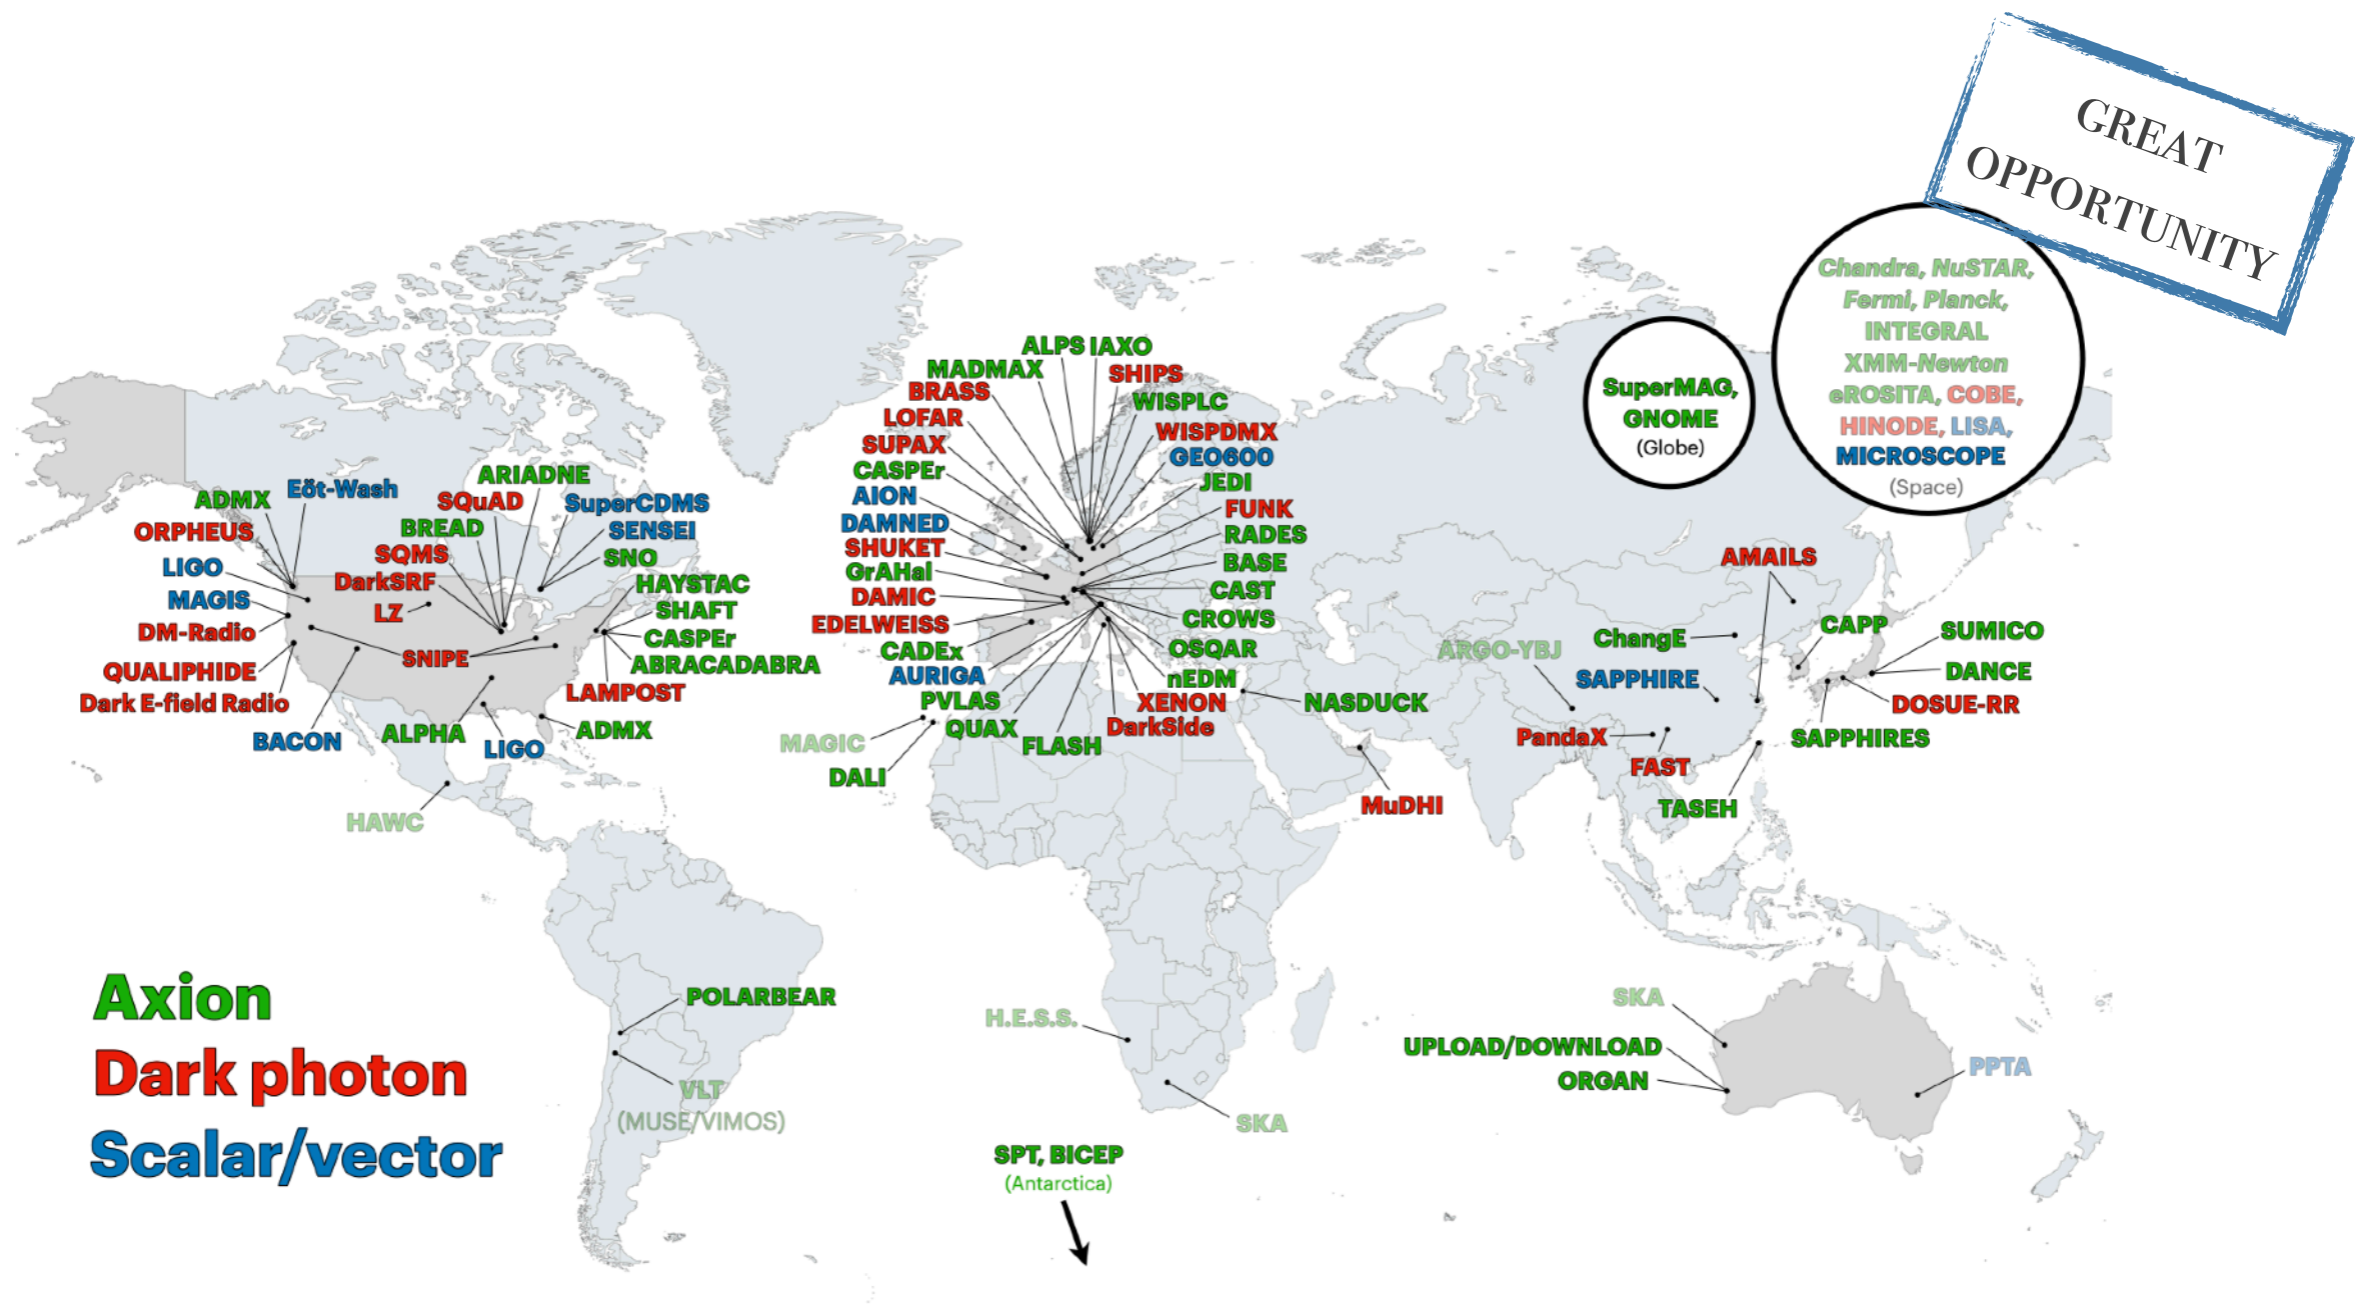 GREAT
OPPORTUNITY
Chandra, NuSTAR,
Fermi, Planck,
INTEGRAL
XMM-Newton
eROSITA, COBE,
HINODE, LISA,
MICROSCOPE
(Space)
SuperMAG,
GNOME
(Globe)
ADMX
Eöt-Wash
ORPHEUS
LIGO
MAGIS
DM-Radio
QUALIPHIDE
Dark E-field Radio
BACON
ARIADNE
SQuAD
BREAD
SQMS
DarkSRF
LZ
SNIPE
SuperCDMS
SENSEI
SNO
HAYSTAC
SHAFT
CASPEr
ABRACADABRA
LAMPOST
ADMX
ALPHA
LIGO
HAWC
ALPS
IAXO
MADMAX
BRASS
LOFAR
SUPAX
CASPEr
AION
DAMNED
SHUKET
GrAHal
DAMIC
EDELWEISS
CADEx
AURIGA
PVLAS
QUAX
FLASH
MAGIC
DALI
SHIPS
WISPLC
WISPDMX
GEO600
JEDI
FUNK
RADES
BASE
CAST
CROWS
OSQAR
nEDM
XENON
DarkSide
NASDUCK
MuDHI
ARGO-YBJ
AMAILS
ChangE
SAPPHIRE
PandaX
FAST
TASEH
CAPP
SUMICO
DANCE
DOSUE-RR
SAPPHIRES
POLARBEAR
VLT
(MUSE/VIMOS)
H.E.S.S.
SKA
SKA
UPLOAD/DOWNLOAD
ORGAN
PPTA
SPT, BICEP
(Antarctica)
Axion
Dark photon
Scalar/vector